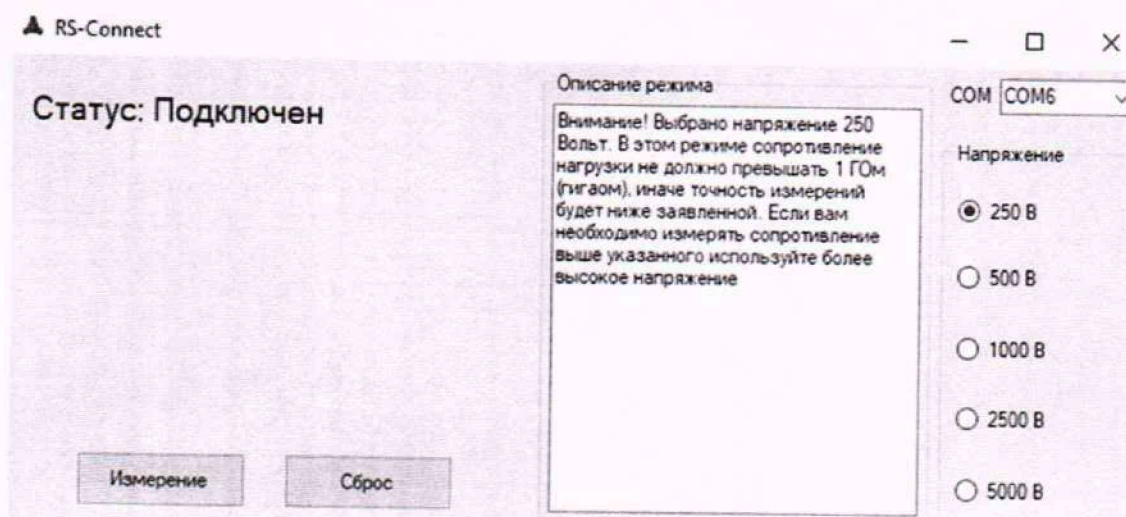 RS-Connect
Статус: Подключен
Измерение
Сброс
Описание режима
Внимание! Выбрано напряжение 250
Вольт. В этом режиме сопротивление
нагрузки не должно превышать 1 ГОм
(гигаом), иначе точность измерений
будет ниже заявленной. Если вам
необходимо измерять сопротивление
выше указанного используйте более
высокое напряжение
COM COM6
Напряжение
250 В
500 В
1000 В
2500 В
5000 В